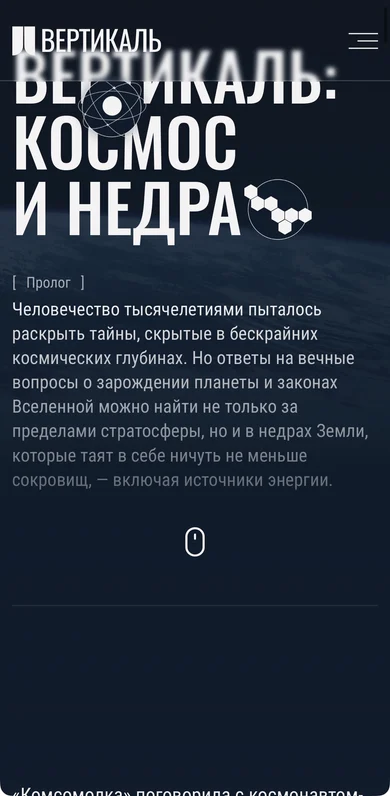 ВЕРТИКАЛЬ
ВЕРТИКАЛЬ:
КОСМОС
И НЕДРА
[ Пролог ]
Человечество тысячелетиями пыталось
раскрыть тайны, скрытые в бескрайних
космических глубинах. Но ответы на вечные
вопросы о зарождении планеты и законах
Вселенной можно найти не только за
пределами стратосферы, но и в недрах Земли,
которые таят в себе ничуть не меньше
сокровищ, — включая источники энергии.
«Комсомолка» поговорила с космонавтом-